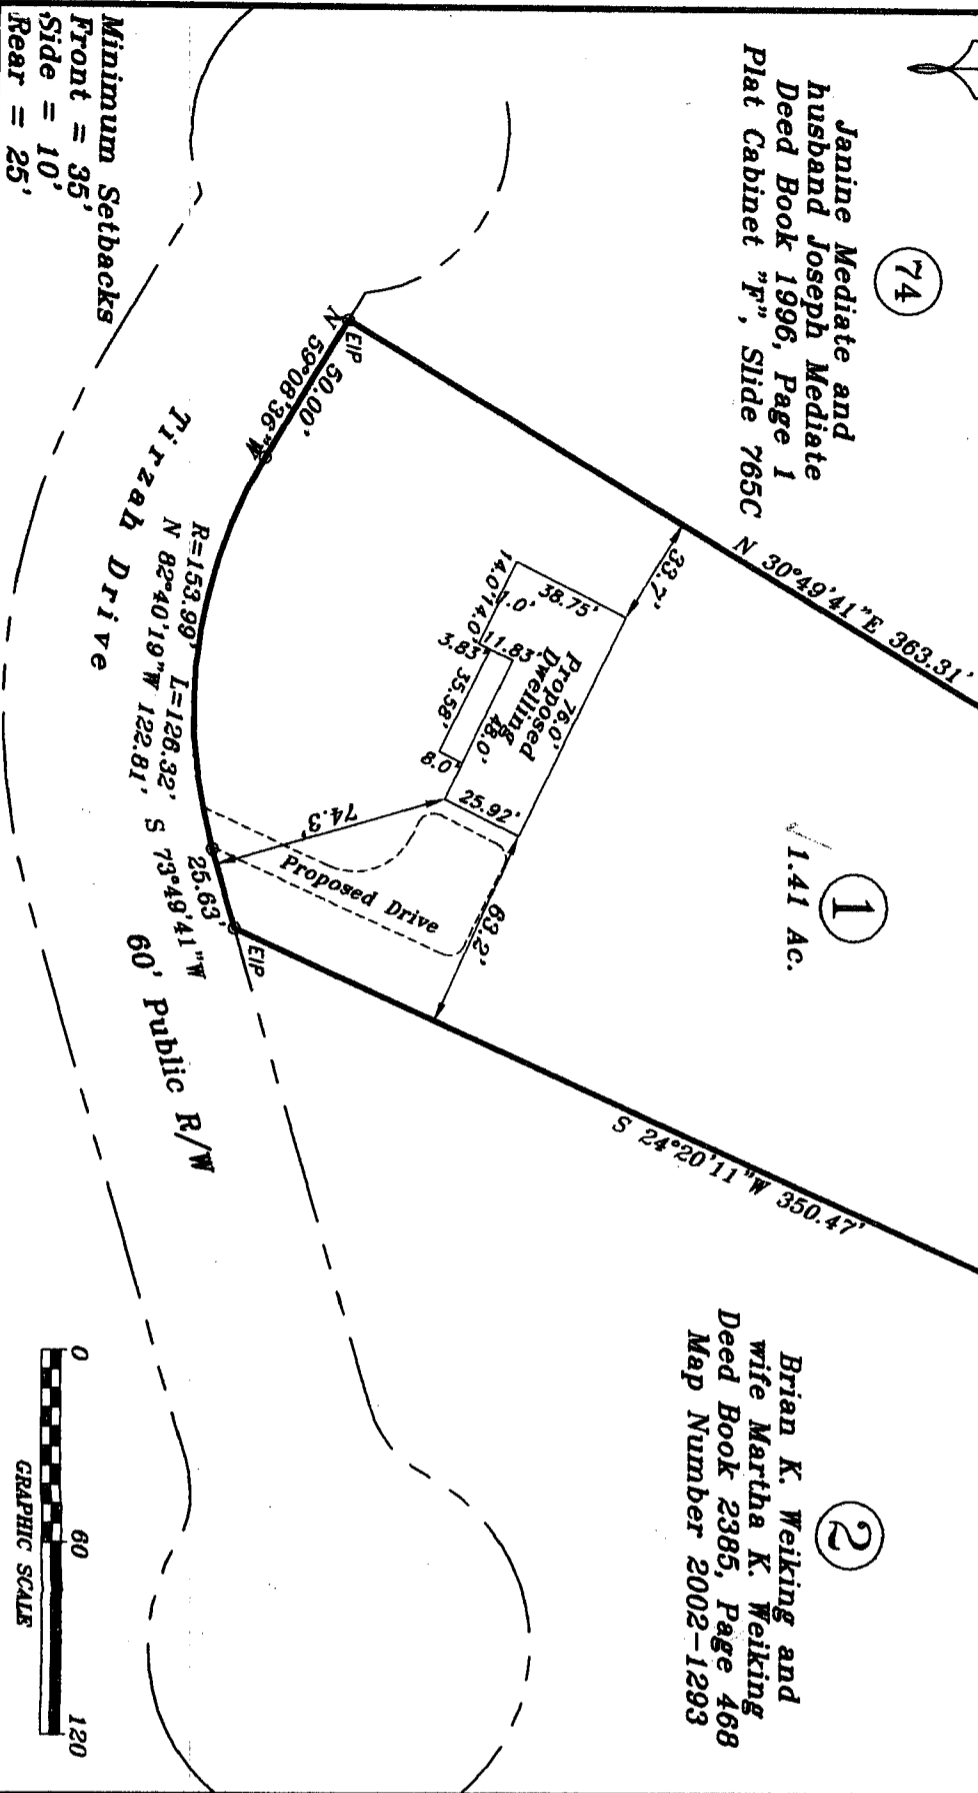 74
Janine Mediate and
husband Joseph Mediate
Deed Book 1996, Page 1
Plat Cabinet "F", Slide 765C
N 30°49'41"E 363.31'
33.7'
1
1.41 Ac.
Proposed
Dwelling
76.0'
38.75'
14.0'
1.0'
14.0'
11.83'
3.83'
35.58'
48.0'
8.0'
25.92'
63.2'
74.3'
Proposed Drive
S 24°20'11"W 350.47'
2
Brian K. Weiking and
wife Martha K. Weiking
Deed Book 2385, Page 468
Map Number 2002-1293
EIP
50.00'
N 59°08'36"W
R=153.99' L=126.32'
N 82°40'19"W 122.81'
25.63'
S 73°49'41"W
EIP
Tirzah Drive
60' Public R/W
Minimum Setbacks
Front = 35'
Side = 10'
Rear = 25'
0 60 120
GRAPHIC SCALE